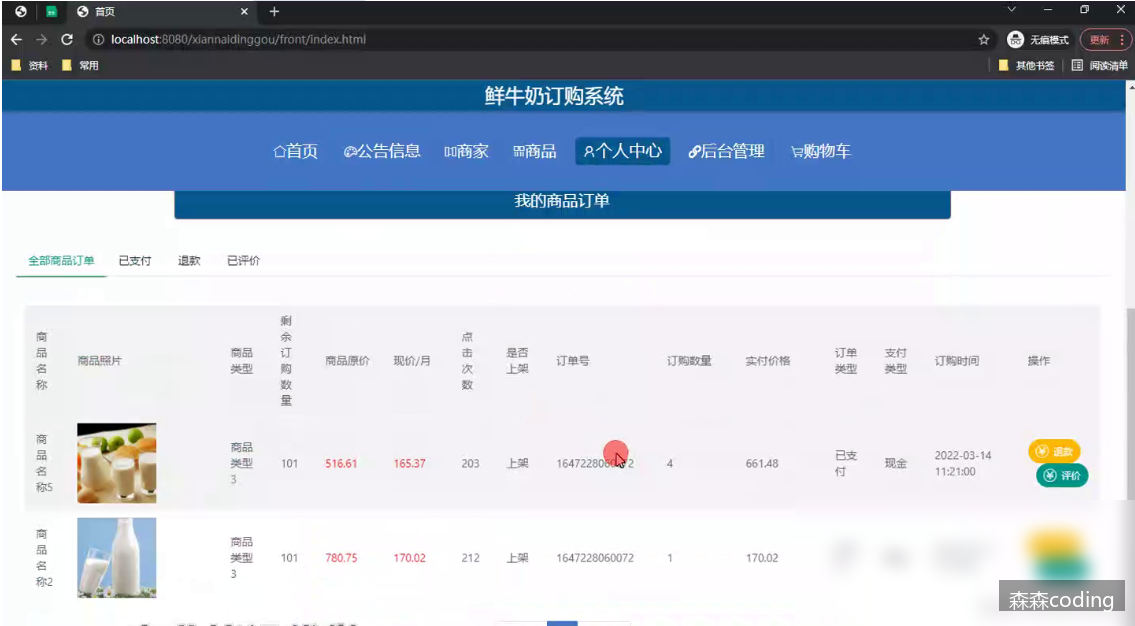 首页
localhost:8080/xiannaidinggou/front/index.html
无痕模式
更新
资料
常用
其他书签
阅读清单
鲜牛奶订购系统
首页
公告信息
商家
商品
个人中心
后台管理
购物车
我的商品订单
全部商品订单
已支付
退款
已评价
商品名称
商品照片
商品类型
剩余订购数量
商品原价
现价/月
点击次数
是否上架
订单号
订购数量
实付价格
订单类型
支付类型
订购时间
操作
商品名称5
商品类型3
101
516.61
165.37
203
上架
1647228060072
4
661.48
已支付
现金
2022-03-14 11:21:00
退款
评价
商品名称2
商品类型3
101
780.75
170.02
212
上架
1647228060072
1
170.02
森森coding